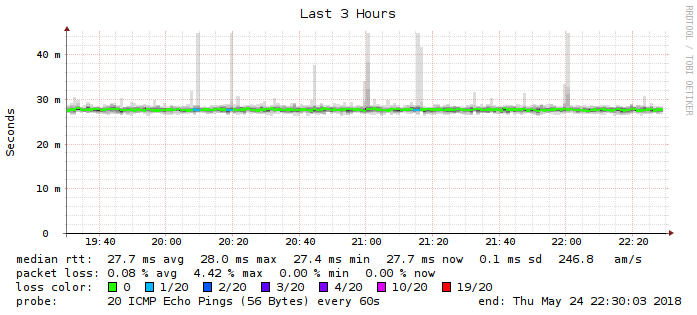 Last 3 Hours
RRDTOOL / TOBI OETIKER
Seconds
40 m
30 m
20 m
10 m
0
19:40 20:00 20:20 20:40 21:00 21:20 21:40 22:00 22:20
median rtt: 27.7 ms avg 28.0 ms max 27.4 ms min 27.7 ms now 0.1 ms sd 246.8 am/s
packet loss: 0.08 % avg 4.42 % max 0.00 % min 0.00 % now
loss color: 0 1/20 2/20 3/20 4/20 10/20 19/20
probe: 20 ICMP Echo Pings (56 Bytes) every 60s end: Thu May 24 22:30:03 2018